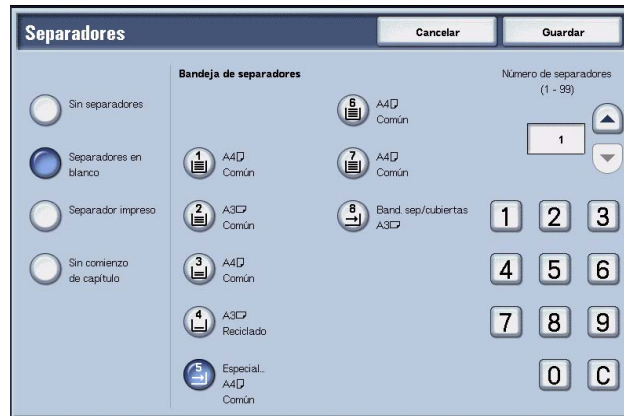 Separadores
Cancelar
Guardar
Sin separadores
Separadores en
blanco
Separador impreso
Sin comienzo
de capítulo
Bandeja de separadores
1
A4
Común
2
A3
Común
3
A4
Común
4
A3
Reciclado
5
Especial...
A4
Común
6
A4
Común
7
A4
Común
8
Band. sep/cubiertas
A3
Número de separadores
(1 - 99)
1
1 2 3
4 5 6
7 8 9
0 C